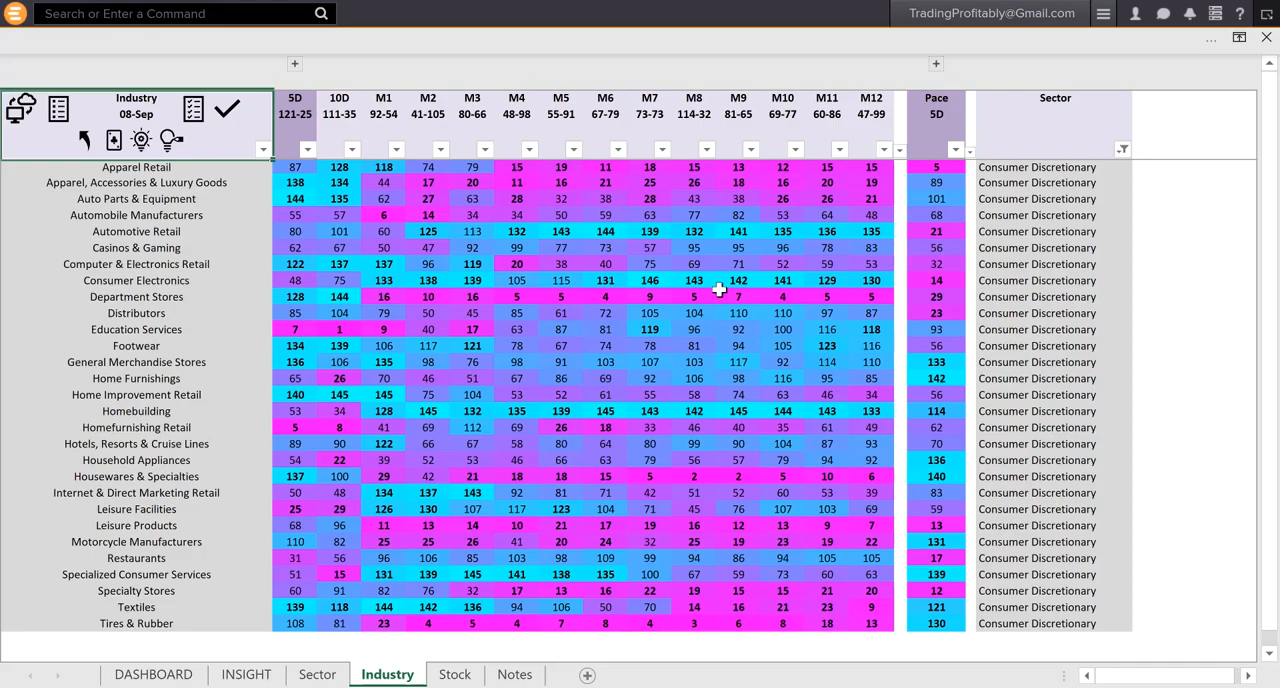 Search or Enter a Command
TradingProfitably@Gmail.com
Industry 5D 10D M1 M2 M3 M4 M5 M6 M7 M8 M9 M10 M11 M12 Pace Sector
08-Sep 121-25 111-35 92-54 41-105 80-66 48-98 55-91 67-79 73-73 114-32 81-65 69-77 60-86 47-99 5D
Apparel Retail 87 128 118 74 79 15 19 11 18 15 13 12 15 15 5 Consumer Discretionary
Apparel, Accessories & Luxury Goods 138 134 44 17 20 11 16 21 25 26 18 16 20 19 89 Consumer Discretionary
Auto Parts & Equipment 144 135 62 27 63 28 32 38 28 43 38 26 26 21 101 Consumer Discretionary
Automobile Manufacturers 55 57 6 14 34 34 50 59 63 77 82 53 64 48 68 Consumer Discretionary
Automotive Retail 80 101 60 125 113 132 143 144 139 132 141 135 136 135 21 Consumer Discretionary
Casinos & Gaming 62 67 50 47 92 99 77 73 57 95 95 96 78 83 56 Consumer Discretionary
Computer & Electronics Retail 122 137 137 96 119 20 38 40 75 69 71 52 59 53 32 Consumer Discretionary
Consumer Electronics 48 75 133 138 139 105 115 131 146 143 142 141 129 130 14 Consumer Discretionary
Department Stores 128 144 16 10 16 5 5 4 9 5 7 4 5 5 29 Consumer Discretionary
Distributors 85 104 79 50 45 85 61 72 105 104 110 110 97 87 23 Consumer Discretionary
Education Services 7 1 9 40 17 63 87 81 119 96 92 100 116 118 93 Consumer Discretionary
Footwear 134 139 106 117 121 78 67 74 78 81 94 105 123 116 56 Consumer Discretionary
General Merchandise Stores 136 106 135 98 76 98 91 103 107 103 117 92 114 110 133 Consumer Discretionary
Home Furnishings 65 26 70 46 51 67 86 69 92 106 98 116 95 85 142 Consumer Discretionary
Home Improvement Retail 140 145 145 75 104 53 52 61 55 58 74 63 46 34 56 Consumer Discretionary
Homebuilding 53 34 128 145 132 135 139 145 143 142 145 144 143 133 114 Consumer Discretionary
Homefurnishing Retail 5 8 41 69 112 69 26 18 33 46 40 35 61 49 62 Consumer Discretionary
Hotels, Resorts & Cruise Lines 89 90 122 66 67 58 80 64 80 99 90 104 87 93 70 Consumer Discretionary
Household Appliances 54 22 39 52 53 46 66 63 79 56 57 79 94 92 136 Consumer Discretionary
Housewares & Specialties 137 100 29 42 21 18 18 15 5 2 2 5 10 6 140 Consumer Discretionary
Internet & Direct Marketing Retail 50 48 134 137 143 92 81 71 42 51 52 60 53 39 83 Consumer Discretionary
Leisure Facilities 25 29 126 130 107 117 123 104 71 45 76 107 103 69 59 Consumer Discretionary
Leisure Products 68 96 11 13 14 10 21 17 19 16 12 13 9 7 13 Consumer Discretionary
Motorcycle Manufacturers 110 82 25 25 26 41 20 24 32 25 19 23 19 22 131 Consumer Discretionary
Restaurants 31 56 96 106 85 103 98 109 99 94 86 94 105 105 17 Consumer Discretionary
Specialized Consumer Services 51 15 131 139 145 141 138 135 100 67 59 73 60 63 139 Consumer Discretionary
Specialty Stores 60 91 82 76 32 17 13 16 22 19 15 15 21 20 12 Consumer Discretionary
Textiles 139 118 144 142 136 94 106 50 70 14 16 21 23 9 121 Consumer Discretionary
Tires & Rubber 108 81 23 4 5 4 7 8 4 3 6 8 18 13 130 Consumer Discretionary
DASHBOARD INSIGHT Sector Industry Stock Notes